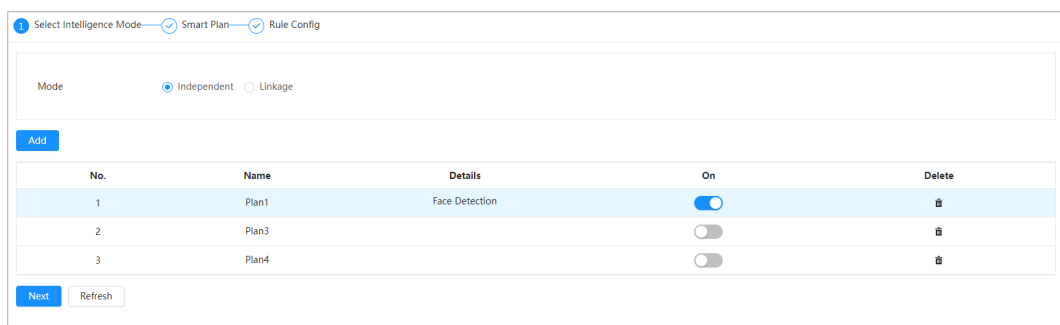 1 Select Intelligence Mode Smart Plan Rule Config
Mode Independent Linkage
Add
No. Name Details On Delete
1 Plan1 Face Detection
2 Plan3
3 Plan4
Next Refresh